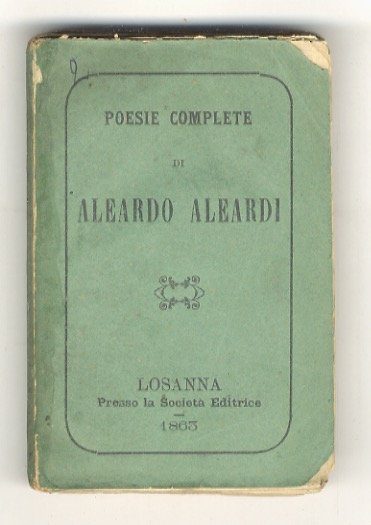 POESIE COMPLETE
DI
ALEARDO ALEARDI
LOSANNA
Presso la Società Editrice
1863